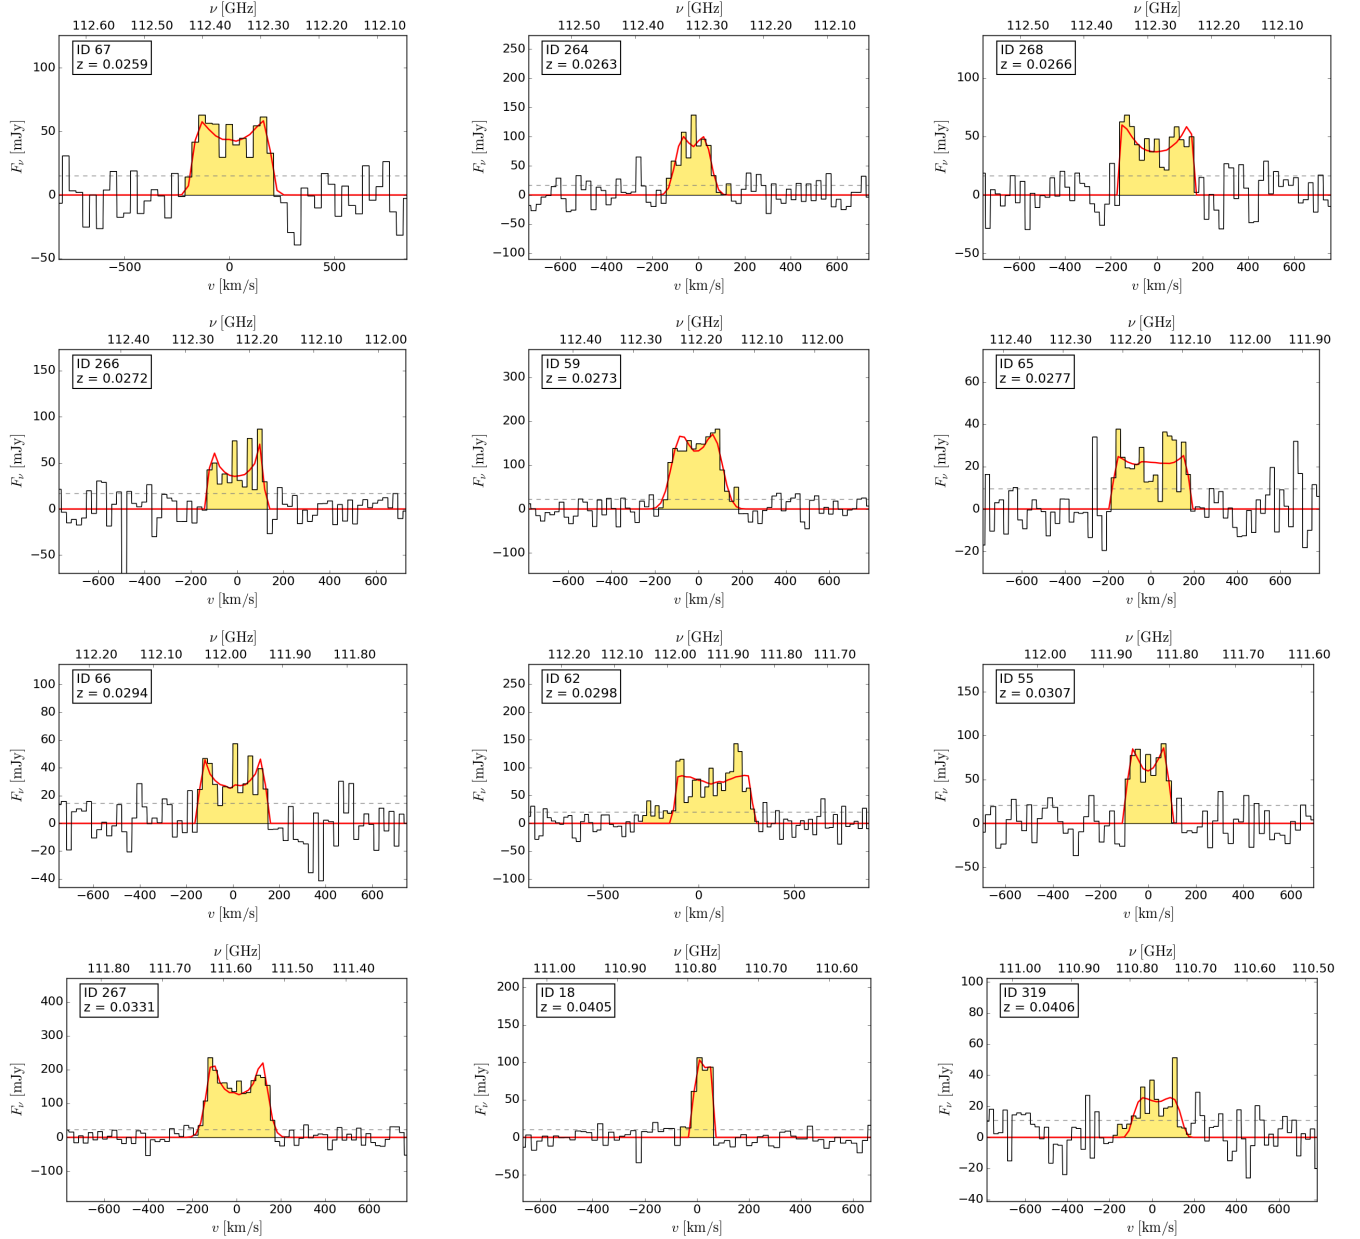 ν [GHz]
112.60 112.50 112.40 112.30 112.20 112.10
ID 67
z = 0.0259
Fν [mJy]
100
50
0
−50
−500 0 500
v [km/s]
ν [GHz]
112.50 112.40 112.30 112.20 112.10
ID 264
z = 0.0263
Fν [mJy]
250
200
150
100
50
0
−50
−100
−600 −400 −200 0 200 400 600
v [km/s]
ν [GHz]
112.50 112.40 112.30 112.20 112.10
ID 268
z = 0.0266
Fν [mJy]
100
50
0
−50
−600 −400 −200 0 200 400 600
v [km/s]
ν [GHz]
112.40 112.30 112.20 112.10 112.00
ID 266
z = 0.0272
Fν [mJy]
150
100
50
0
−50
−600 −400 −200 0 200 400 600
v [km/s]
ν [GHz]
112.40 112.30 112.20 112.10 112.00
ID 59
z = 0.0273
Fν [mJy]
300
200
100
0
−100
−600 −400 −200 0 200 400 600
v [km/s]
ν [GHz]
112.40 112.30 112.20 112.10 112.00 111.90
ID 65
z = 0.0277
Fν [mJy]
60
40
20
0
−20
−600 −400 −200 0 200 400 600
v [km/s]
ν [GHz]
112.20 112.10 112.00 111.90 111.80
ID 66
z = 0.0294
Fν [mJy]
100
80
60
40
20
0
−20
−40
−600 −400 −200 0 200 400 600
v [km/s]
ν [GHz]
112.20 112.10 112.00 111.90 111.80 111.70
ID 62
z = 0.0298
Fν [mJy]
250
200
150
100
50
0
−50
−100
−500 0 500
v [km/s]
ν [GHz]
112.00 111.90 111.80 111.70 111.60
ID 55
z = 0.0307
Fν [mJy]
150
100
50
0
−50
−600 −400 −200 0 200 400 600
v [km/s]
ν [GHz]
111.80 111.70 111.60 111.50 111.40
ID 267
z = 0.0331
Fν [mJy]
400
300
200
100
0
−100
−600 −400 −200 0 200 400 600
v [km/s]
ν [GHz]
111.00 110.90 110.80 110.70 110.60
ID 18
z = 0.0405
Fν [mJy]
200
150
100
50
0
−50
−600 −400 −200 0 200 400 600
v [km/s]
ν [GHz]
111.00 110.90 110.80 110.70 110.60 110.50
ID 319
z = 0.0406
Fν [mJy]
100
80
60
40
20
0
−20
−40
−600 −400 −200 0 200 400 600
v [km/s]